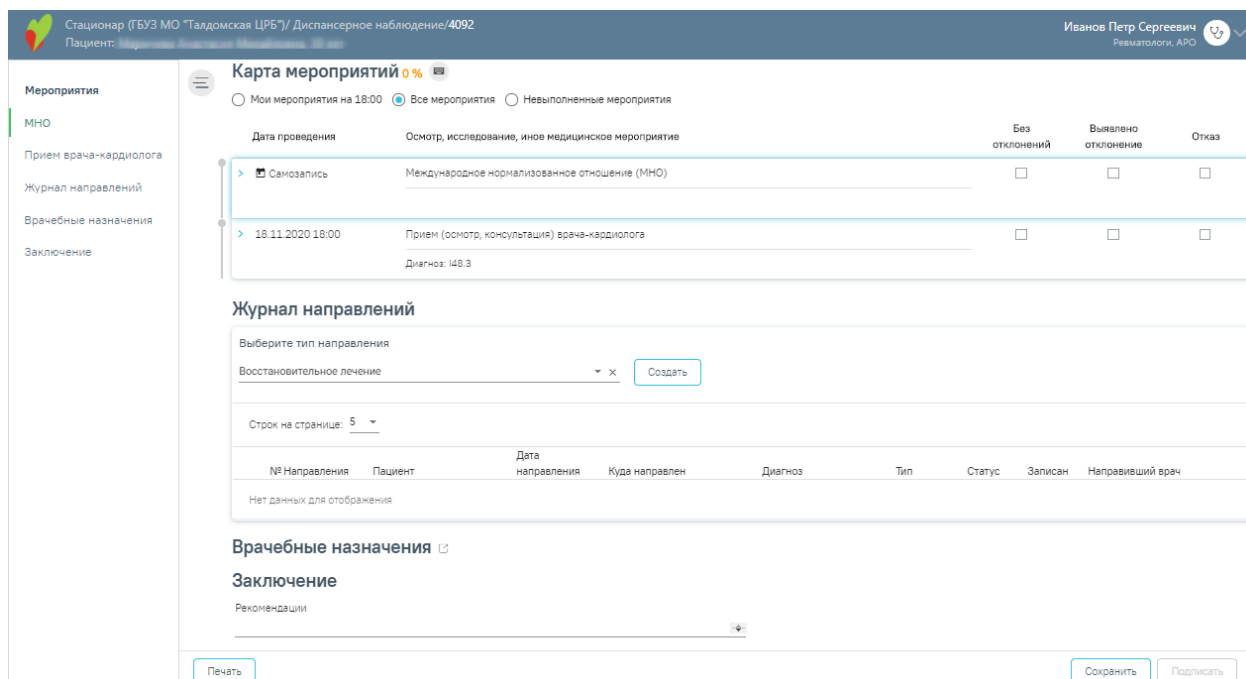 Стационар (ГБУЗ МО "Талдомская ЦРБ")/ Диспансерное наблюдение/4092
Пациент:
Иванов Петр Сергеевич
Ревматологи, АРО
Мероприятия
МНО
Прием врача-кардиолога
Журнал направлений
Врачебные назначения
Заключение
Карта мероприятий 0 %
Мои мероприятия на 18:00 Все мероприятия Невыполненные мероприятия
Дата проведения Осмотр, исследование, иное медицинское мероприятие Без отклонений Выявлено отклонение Отказ
Самозапись Международное нормализованное отношение (МНО)
18.11.2020 18:00 Прием (осмотр, консультация) врача-кардиолога
Диагноз: I48.3
Журнал направлений
Выберите тип направления
Восстановительное лечение
Создать
Строк на странице: 5
№ Направления Пациент Дата направления Куда направлен Диагноз Тип Статус Записан Направивший врач
Нет данных для отображения
Врачебные назначения
Заключение
Рекомендации
Печать Сохранить Подписать